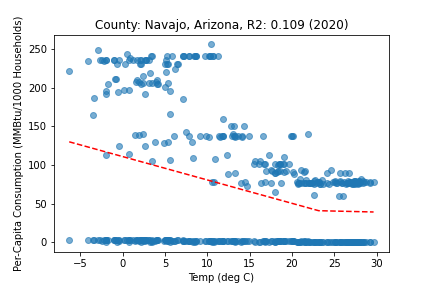 County: Navajo, Arizona, R2: 0.109 (2020)
Per-Capita Consumption (MMBtu/1000 Households)
250
200
150
100
50
0
−5 0 5 10 15 20 25 30
Temp (deg C)